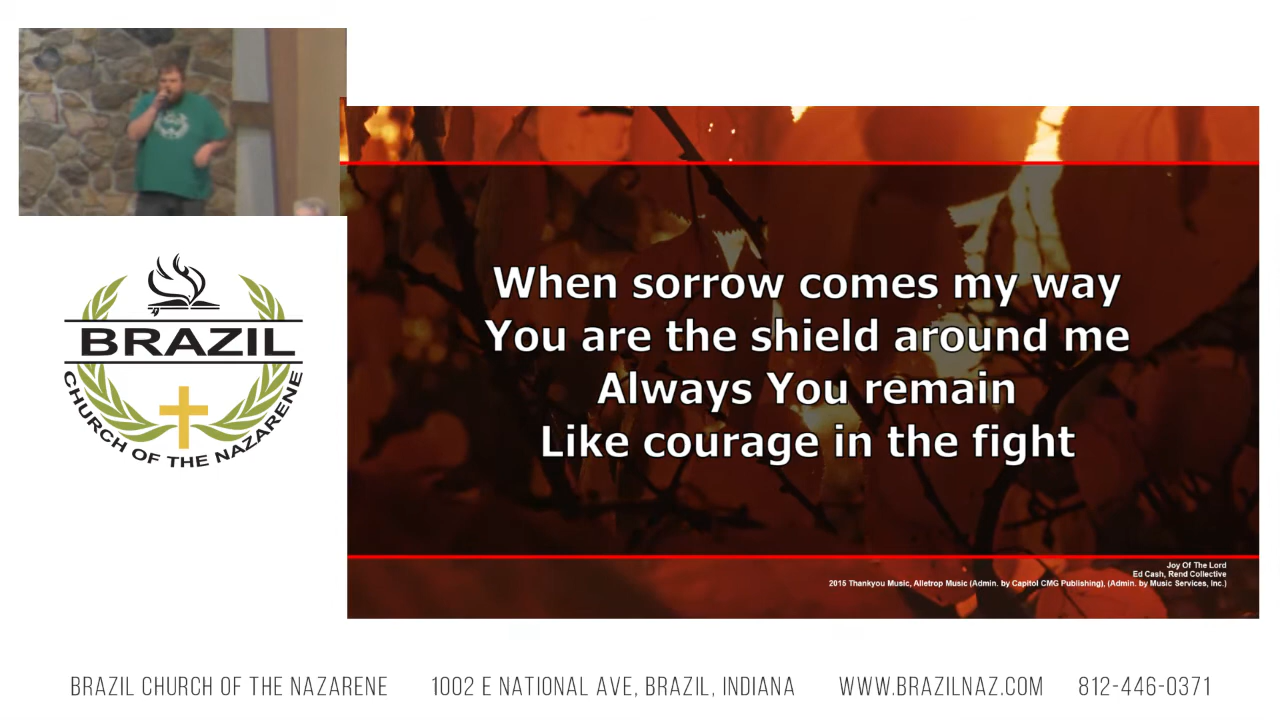 BRAZIL
CHURCH OF THE NAZARENE
When sorrow comes my way
You are the shield around me
Always You remain
Like courage in the fight
Joy Of The Lord
Ed Cash, Rend Collective
2015 Thankyou Music, Alletrop Music (Admin. by Capitol CMG Publishing), (Admin. by Music Services, Inc.)
BRAZIL CHURCH OF THE NAZARENE 1002 E NATIONAL AVE, BRAZIL, INDIANA WWW.BRAZILNAZ.COM 812-446-0371